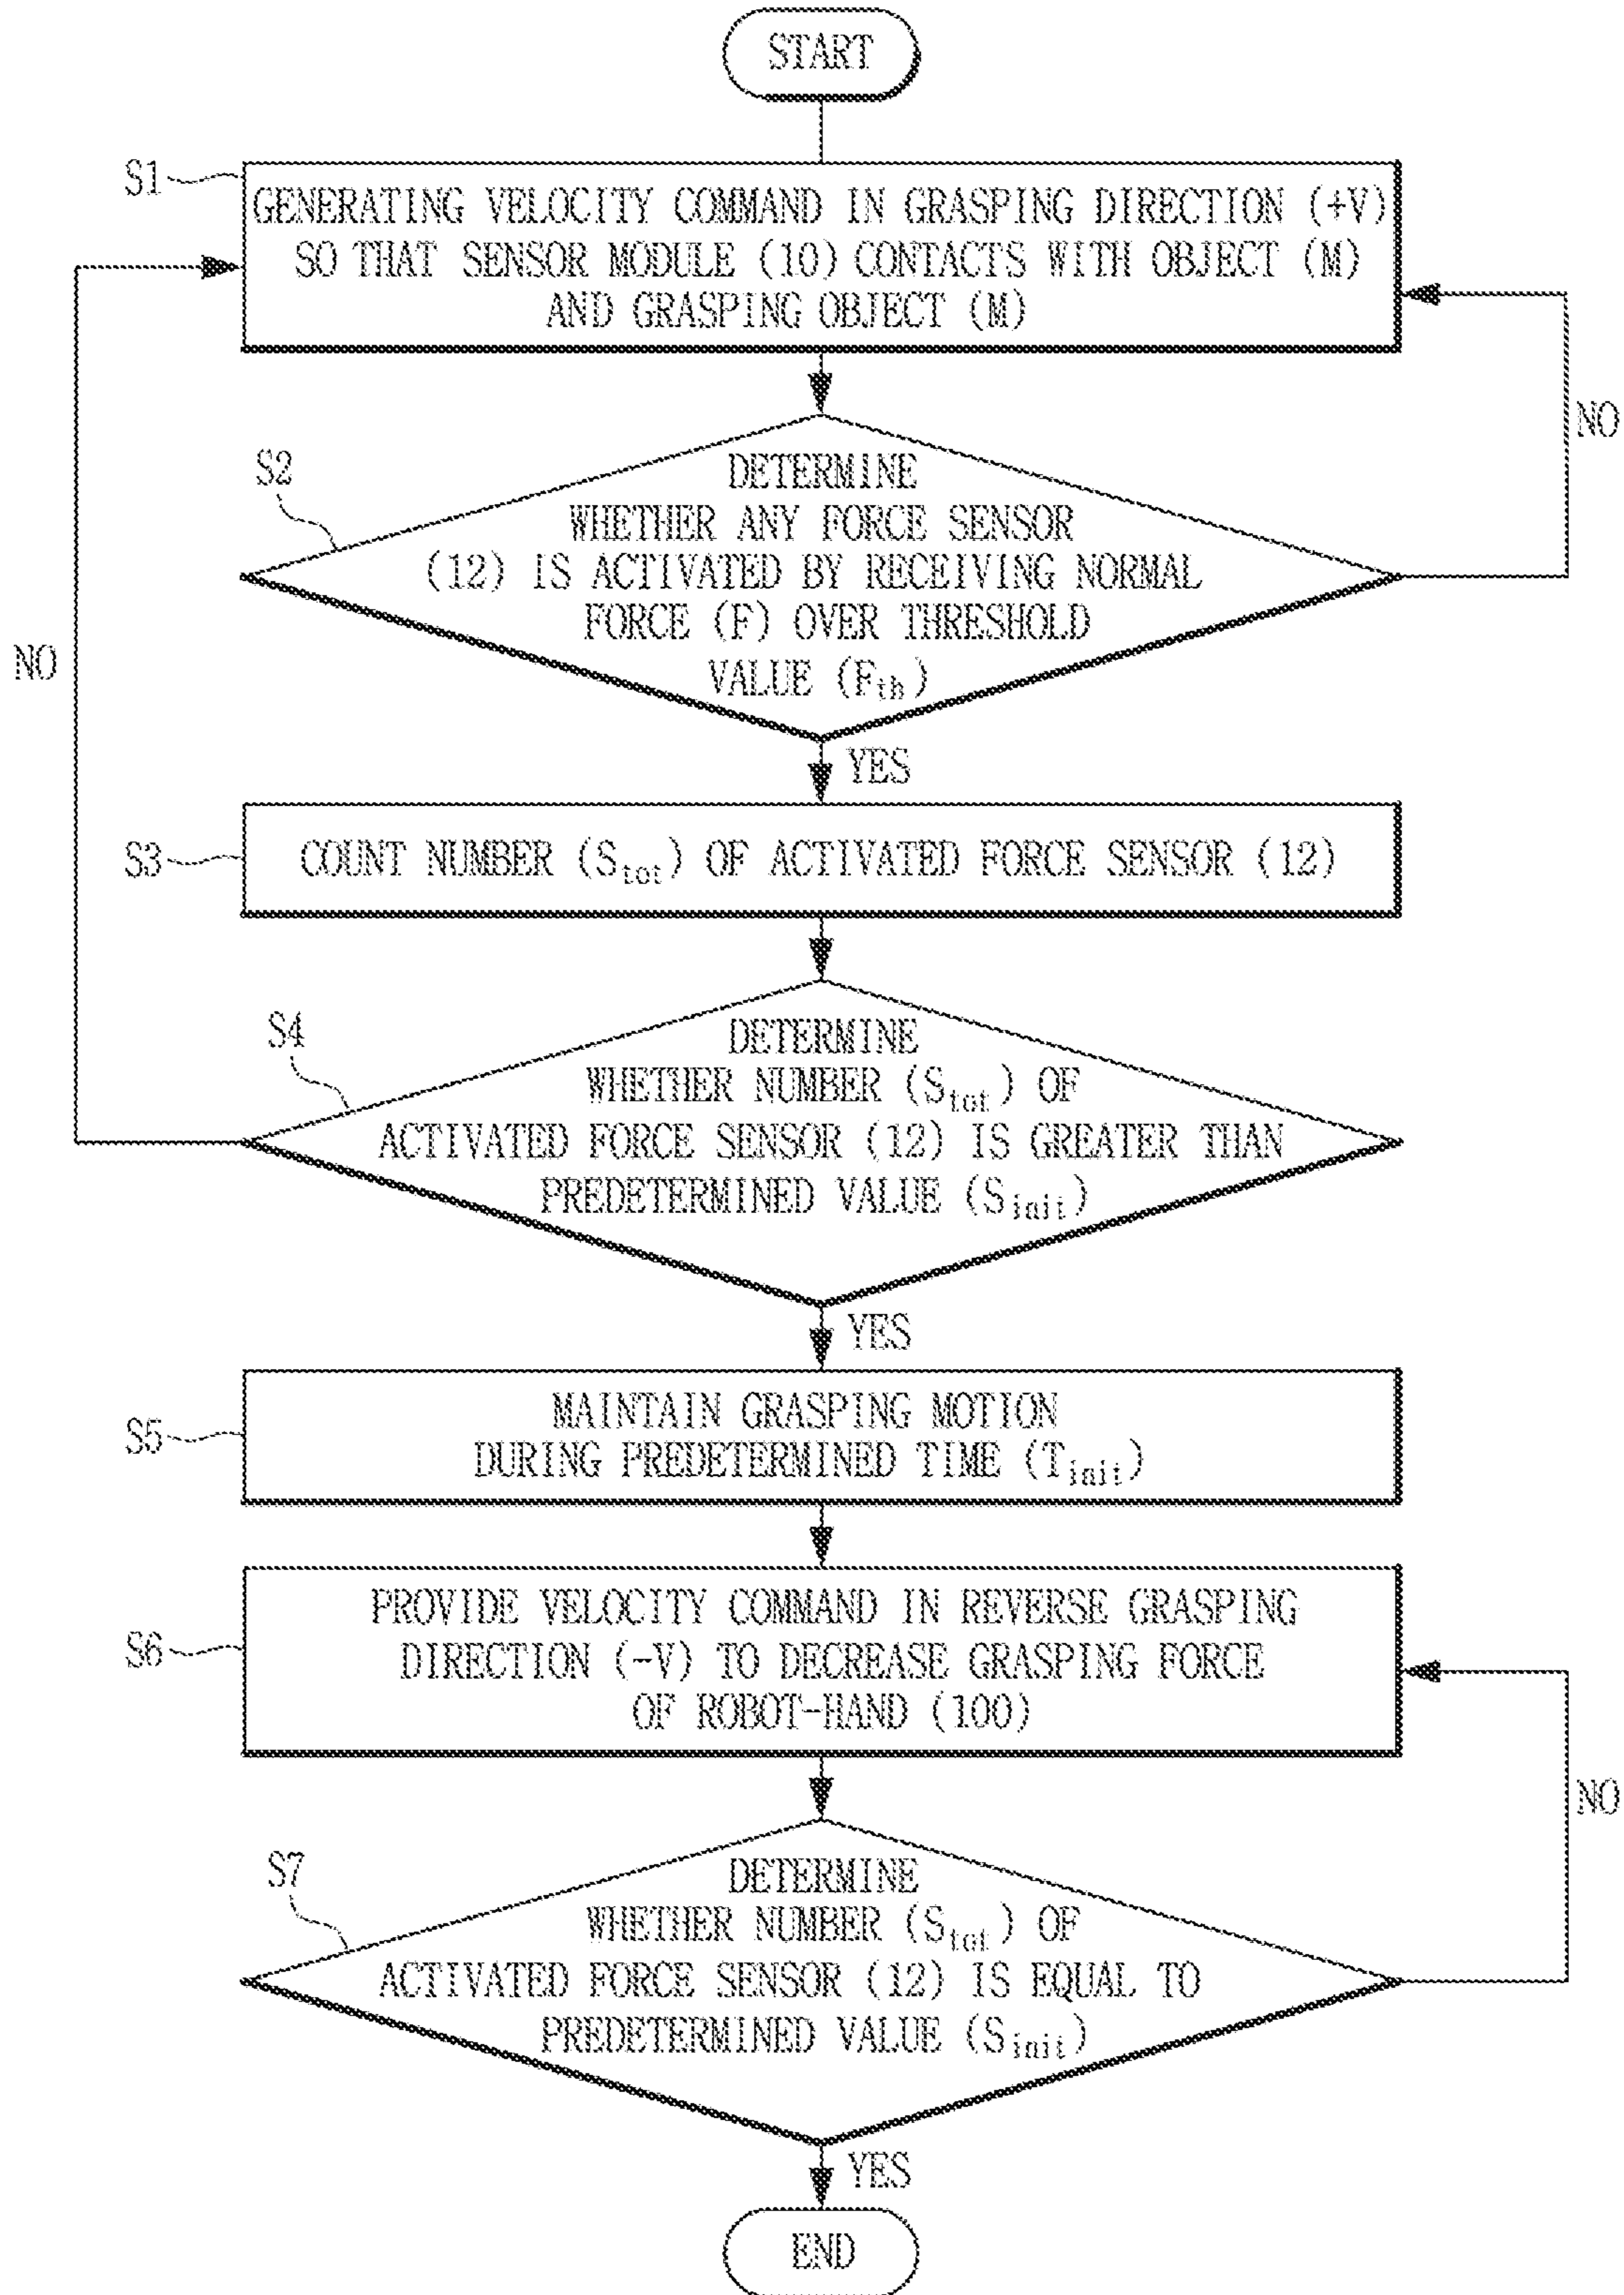 START
S1
GENERATING VELOCITY COMMAND IN GRASPING DIRECTION (+V)
SO THAT SENSOR MODULE (10) CONTACTS WITH OBJECT (M)
AND GRASPING OBJECT (M)
NO
S2
DETERMINE
WHETHER ANY FORCE SENSOR
(12) IS ACTIVATED BY RECEIVING NORMAL
FORCE (F) OVER THRESHOLD
VALUE (Fth)
NO
YES
S3
COUNT NUMBER (Stot) OF ACTIVATED FORCE SENSOR (12)
S4
DETERMINE
WHETHER NUMBER (Stot) OF
ACTIVATED FORCE SENSOR (12) IS GREATER THAN
PREDETERMINED VALUE (Sinit)
YES
S5
MAINTAIN GRASPING MOTION
DURING PREDETERMINED TIME (Tinit)
S6
PROVIDE VELOCITY COMMAND IN REVERSE GRASPING
DIRECTION (-V) TO DECREASE GRASPING FORCE
OF ROBOT-HAND (100)
NO
S7
DETERMINE
WHETHER NUMBER (Stot) OF
ACTIVATED FORCE SENSOR (12) IS EQUAL TO
PREDETERMINED VALUE (Sinit)
YES
END